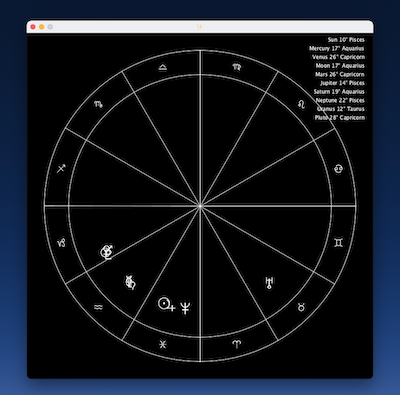 Sun 10° Pisces
Mercury 17° Aquarius
Venus 26° Capricorn
Moon 17° Aquarius
Mars 26° Capricorn
Jupiter 14° Pisces
Saturn 19° Aquarius
Neptune 22° Pisces
Uranus 12° Taurus
Pluto 28° Capricorn
♎ ♍
♏ ♌
♐ ♋
♑ ♊
♒ ♉
♓ ♈